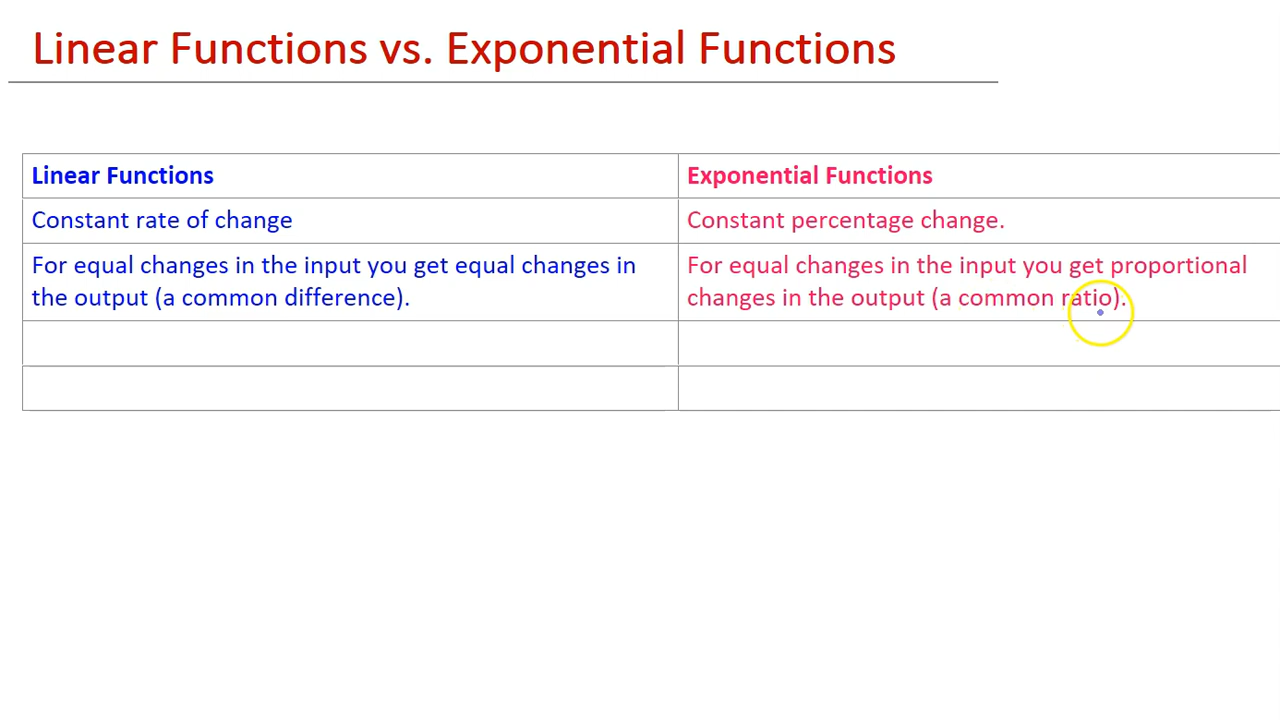 Linear Functions vs. Exponential Functions
Linear Functions
Exponential Functions
Constant rate of change
Constant percentage change.
For equal changes in the input you get equal changes in
the output (a common difference).
For equal changes in the input you get proportional
changes in the output (a common ratio).